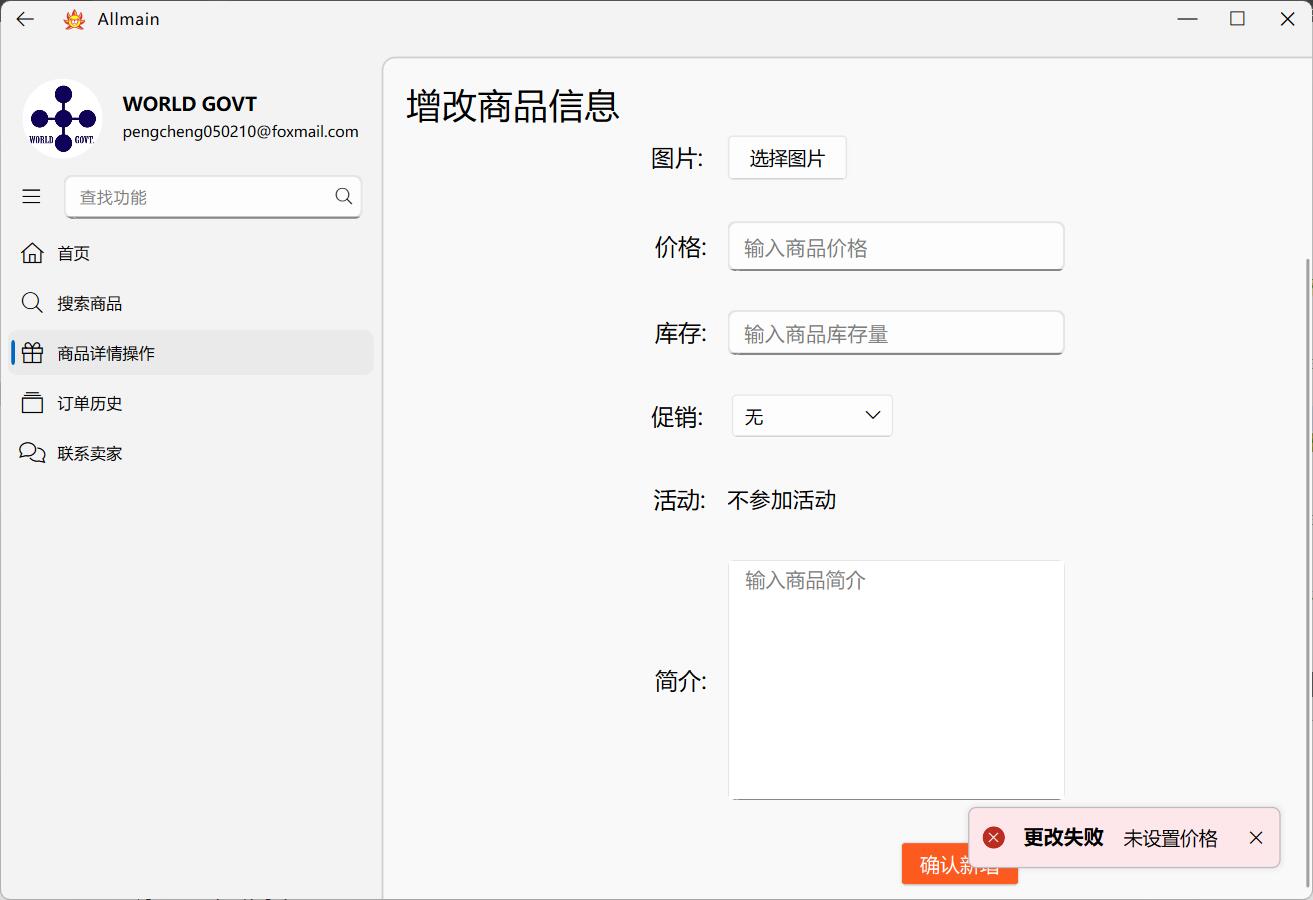 Allmain
WORLD GOVT
pengcheng050210@foxmail.com
WORLD GOVT.
查找功能
首页
搜索商品
商品详情操作
订单历史
联系卖家
增改商品信息
图片: 选择图片
价格: 输入商品价格
库存: 输入商品库存量
促销: 无
活动: 不参加活动
简介: 输入商品简介
更改失败 未设置价格
确认新增